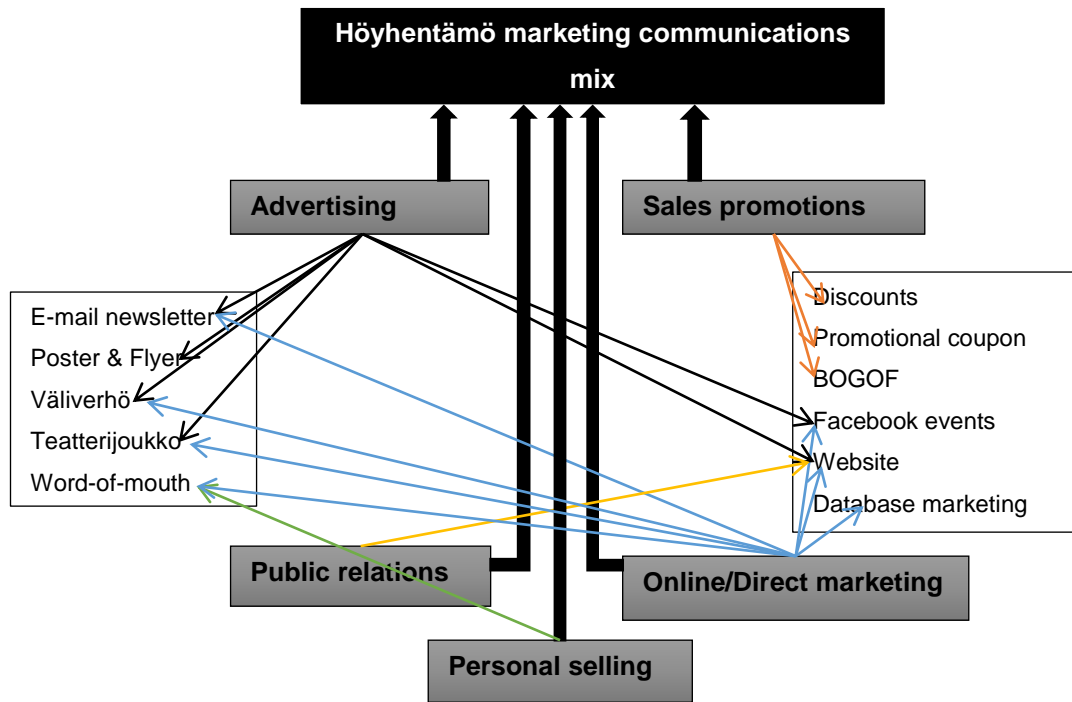 Höyhentämö marketing communications
mix
Advertising
Sales promotions
E-mail newsletter
Poster & Flyer
Väliverhö
Teatterijoukko
Word-of-mouth
Discounts
Promotional coupon
BOGOF
Facebook events
Website
Database marketing
Public relations
Online/Direct marketing
Personal selling